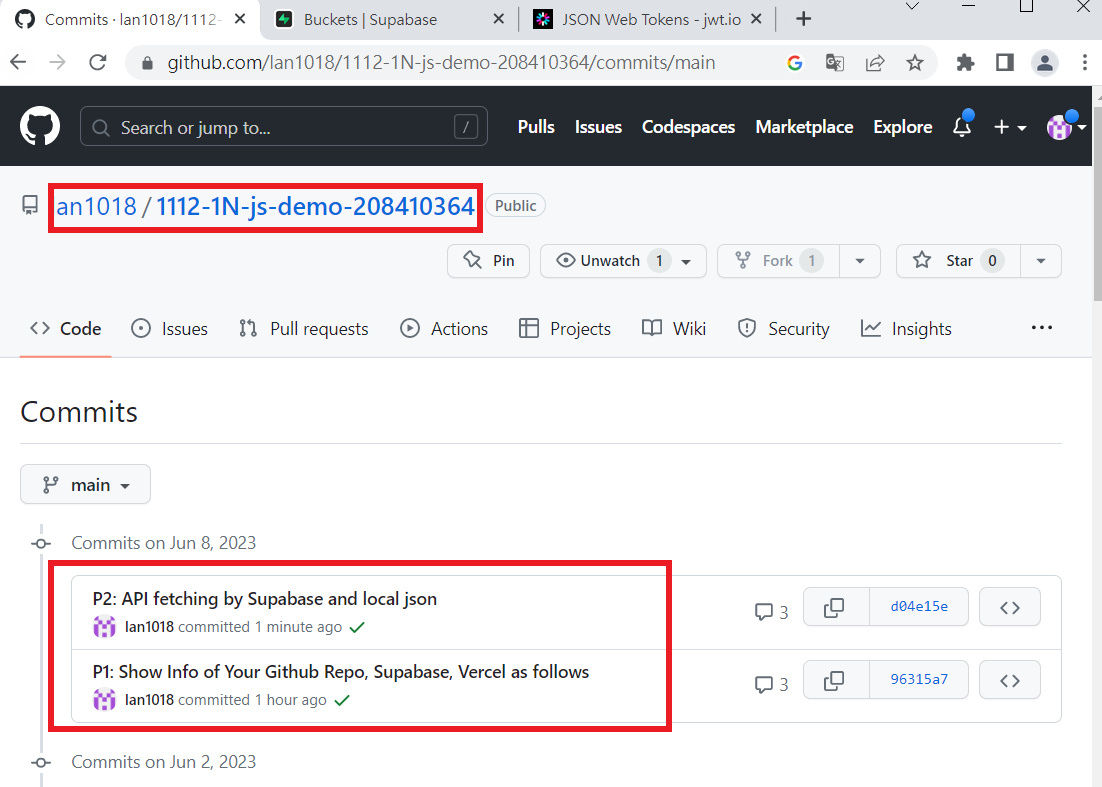 Commits · lan1018/1112-
Buckets | Supabase
JSON Web Tokens - jwt.io
github.com/lan1018/1112-1N-js-demo-208410364/commits/main
Search or jump to... /
Pulls Issues Codespaces Marketplace Explore
an1018 / 1112-1N-js-demo-208410364 Public
Pin Unwatch 1 Fork 1 Star 0
Code Issues Pull requests Actions Projects Wiki Security Insights
Commits
main
Commits on Jun 8, 2023
P2: API fetching by Supabase and local json
lan1018 committed 1 minute ago
3 d04e15e
P1: Show Info of Your Github Repo, Supabase, Vercel as follows
lan1018 committed 1 hour ago
3 96315a7
Commits on Jun 2, 2023